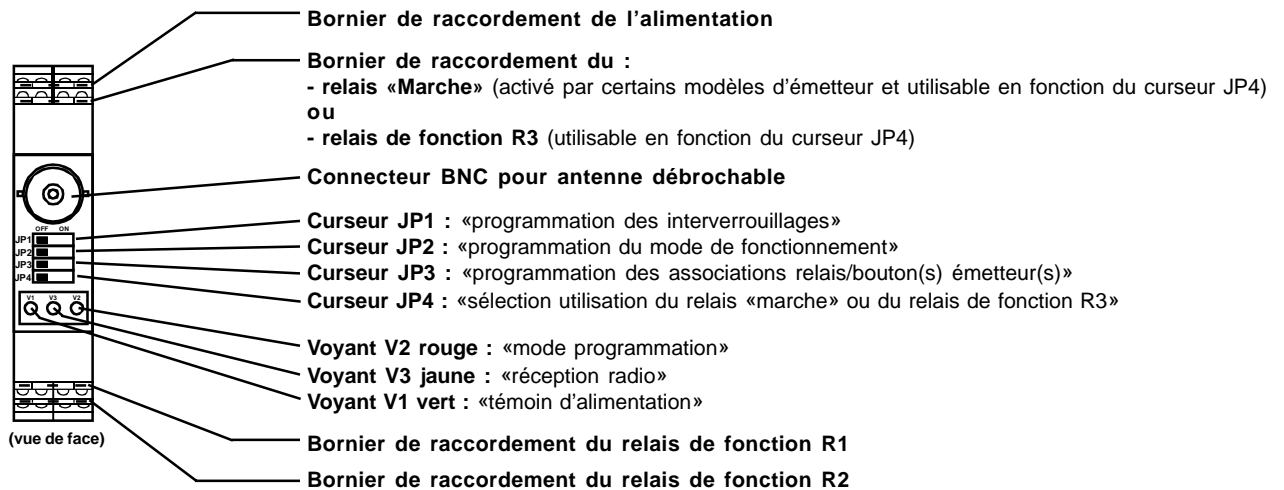 Bornier de raccordement de l'alimentation
Bornier de raccordement du :
- relais «Marche» (activé par certains modèles d'émetteur et utilisable en fonction du curseur JP4)
ou
- relais de fonction R3 (utilisable en fonction du curseur JP4)
Connecteur BNC pour antenne débrochable
OFF ON
JP1
JP2
JP3
JP4
Curseur JP1 : «programmation des interverrouillages»
Curseur JP2 : «programmation du mode de fonctionnement»
Curseur JP3 : «programmation des associations relais/bouton(s) émetteur(s)»
Curseur JP4 : «sélection utilisation du relais «marche» ou du relais de fonction R3»
V1 V3 V2
Voyant V2 rouge : «mode programmation»
Voyant V3 jaune : «réception radio»
Voyant V1 vert : «témoin d'alimentation»
(vue de face)
Bornier de raccordement du relais de fonction R1
Bornier de raccordement du relais de fonction R2